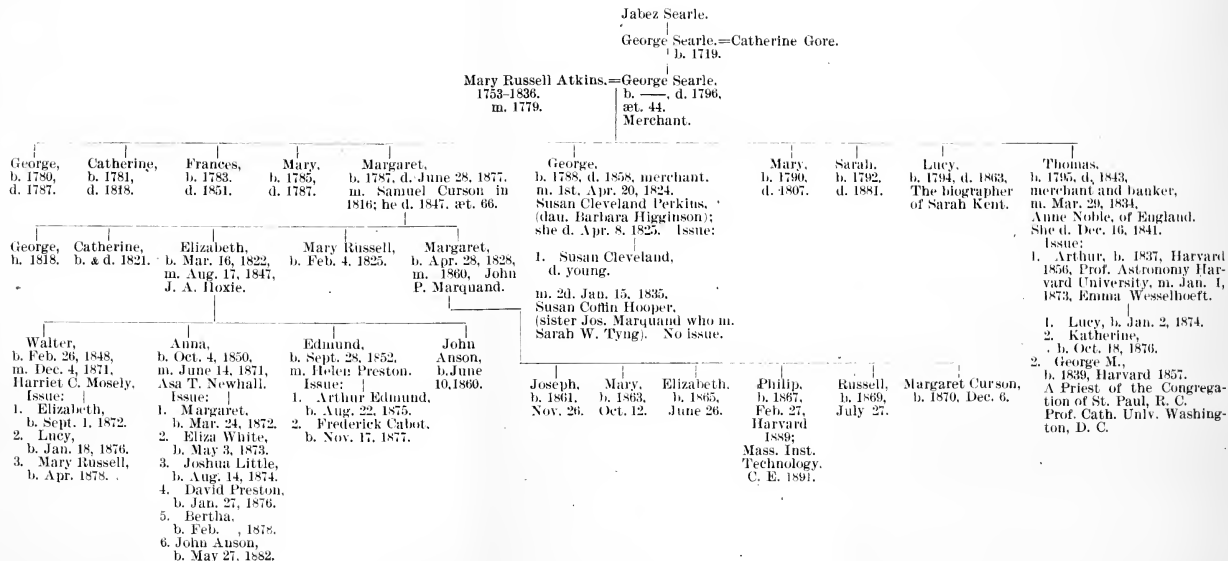 Jabez Searle.
George Searle.=Catherine Gore.
b. 1719.
Mary Russell Atkins.=George Searle.
1753–1836.
m. 1779.
b. ——, d. 1796,
æt. 44.
Merchant.
George,
b. 1780,
d. 1787.
Catherine,
b. 1781,
d. 1818.
Frances,
b. 1783.
d. 1851.
Mary,
b. 1785,
d. 1787.
Margaret,
b. 1787, d. June 28, 1877.
m. Samuel Curson in
1816; he d. 1847. æt. 66.
George,
b. 1788, d. 1858, merchant.
m. 1st, Apr. 20, 1824.
Susan Cleveland Perkins,
(dau. Barbara Higginson);
she d. Apr. 8. 1825. Issue:
1. Susan Cleveland,
d. young.
m. 2d. Jan. 15, 1835,
Susan Coffin Hooper,
(sister Jos. Marquand who m.
Sarah W. Tyng). No issue.
Mary,
b. 1790,
d. 1807.
Sarah.
b. 1792,
d. 1881.
Lucy,
b. 1794, d. 1863,
The biographer
of Sarah Kent.
Thomas,
b. 1795, d, 1843,
merchant and banker,
m. Mar. 29, 1834,
Anne Noble, of England.
She d. Dec. 16, 1841.
Issue:
1. Arthur, b. 1837, Harvard
1856, Prof. Astronomy Har-
vard University, m. Jan. 1,
1873, Emma Wesselhoeft.
1. Lucy, b. Jan. 2, 1874.
2. Katherine,
b. Oct. 18, 1876.
2. George M.,
b. 1839, Harvard 1857.
A Priest of the Congrega-
tion of St. Paul, R. C.
Prof. Cath. Univ. Washing-
ton, D. C.
George,
b. 1818.
Catherine,
b. & d. 1821.
Elizabeth,
b. Mar. 16, 1822,
m. Aug. 17, 1847,
J. A. Hoxie.
Mary Russell,
b. Feb. 4. 1825.
Margaret,
b. Apr. 28, 1828,
m. 1860, John
P. Marquand.
Walter,
b. Feb. 26, 1848,
m. Dec. 4, 1871,
Harriet C. Mosely.
Issue:
1. Elizabeth,
b. Sept. 1, 1872.
2. Lucy,
b. Jan. 18, 1876.
3. Mary Russell,
b. Apr. 1878.
Anna,
b. Oct. 4, 1850,
m. June 14, 1871,
Asa T. Newhall.
Issue:
1. Margaret,
b. Mar. 24, 1872.
2. Eliza White,
b. May 3, 1873.
3. Joshua Little,
b. Aug. 14, 1874.
4. David Preston,
b. Jan. 27, 1876.
5. Bertha,
b. Feb. , 1878.
6. John Anson,
b. May 27, 1882.
Edmund,
b. Sept. 28, 1852,
m. Helen Preston.
Issue:
1. Arthur Edmund,
b. Aug. 22, 1875.
2. Frederick Cabot,
b. Nov. 17, 1877.
John
Anson,
b. June
10, 1860.
Joseph,
b. 1861.
Nov. 26.
Mary,
b. 1863,
Oct. 12.
Elizabeth.
b. 1865,
June 26.
Philip,
b. 1867,
Feb. 27,
Harvard
1889;
Mass. Inst.
Technology.
C. E. 1891.
Russell,
b. 1869,
July 27.
Margaret Curson,
b. 1870, Dec. 6.